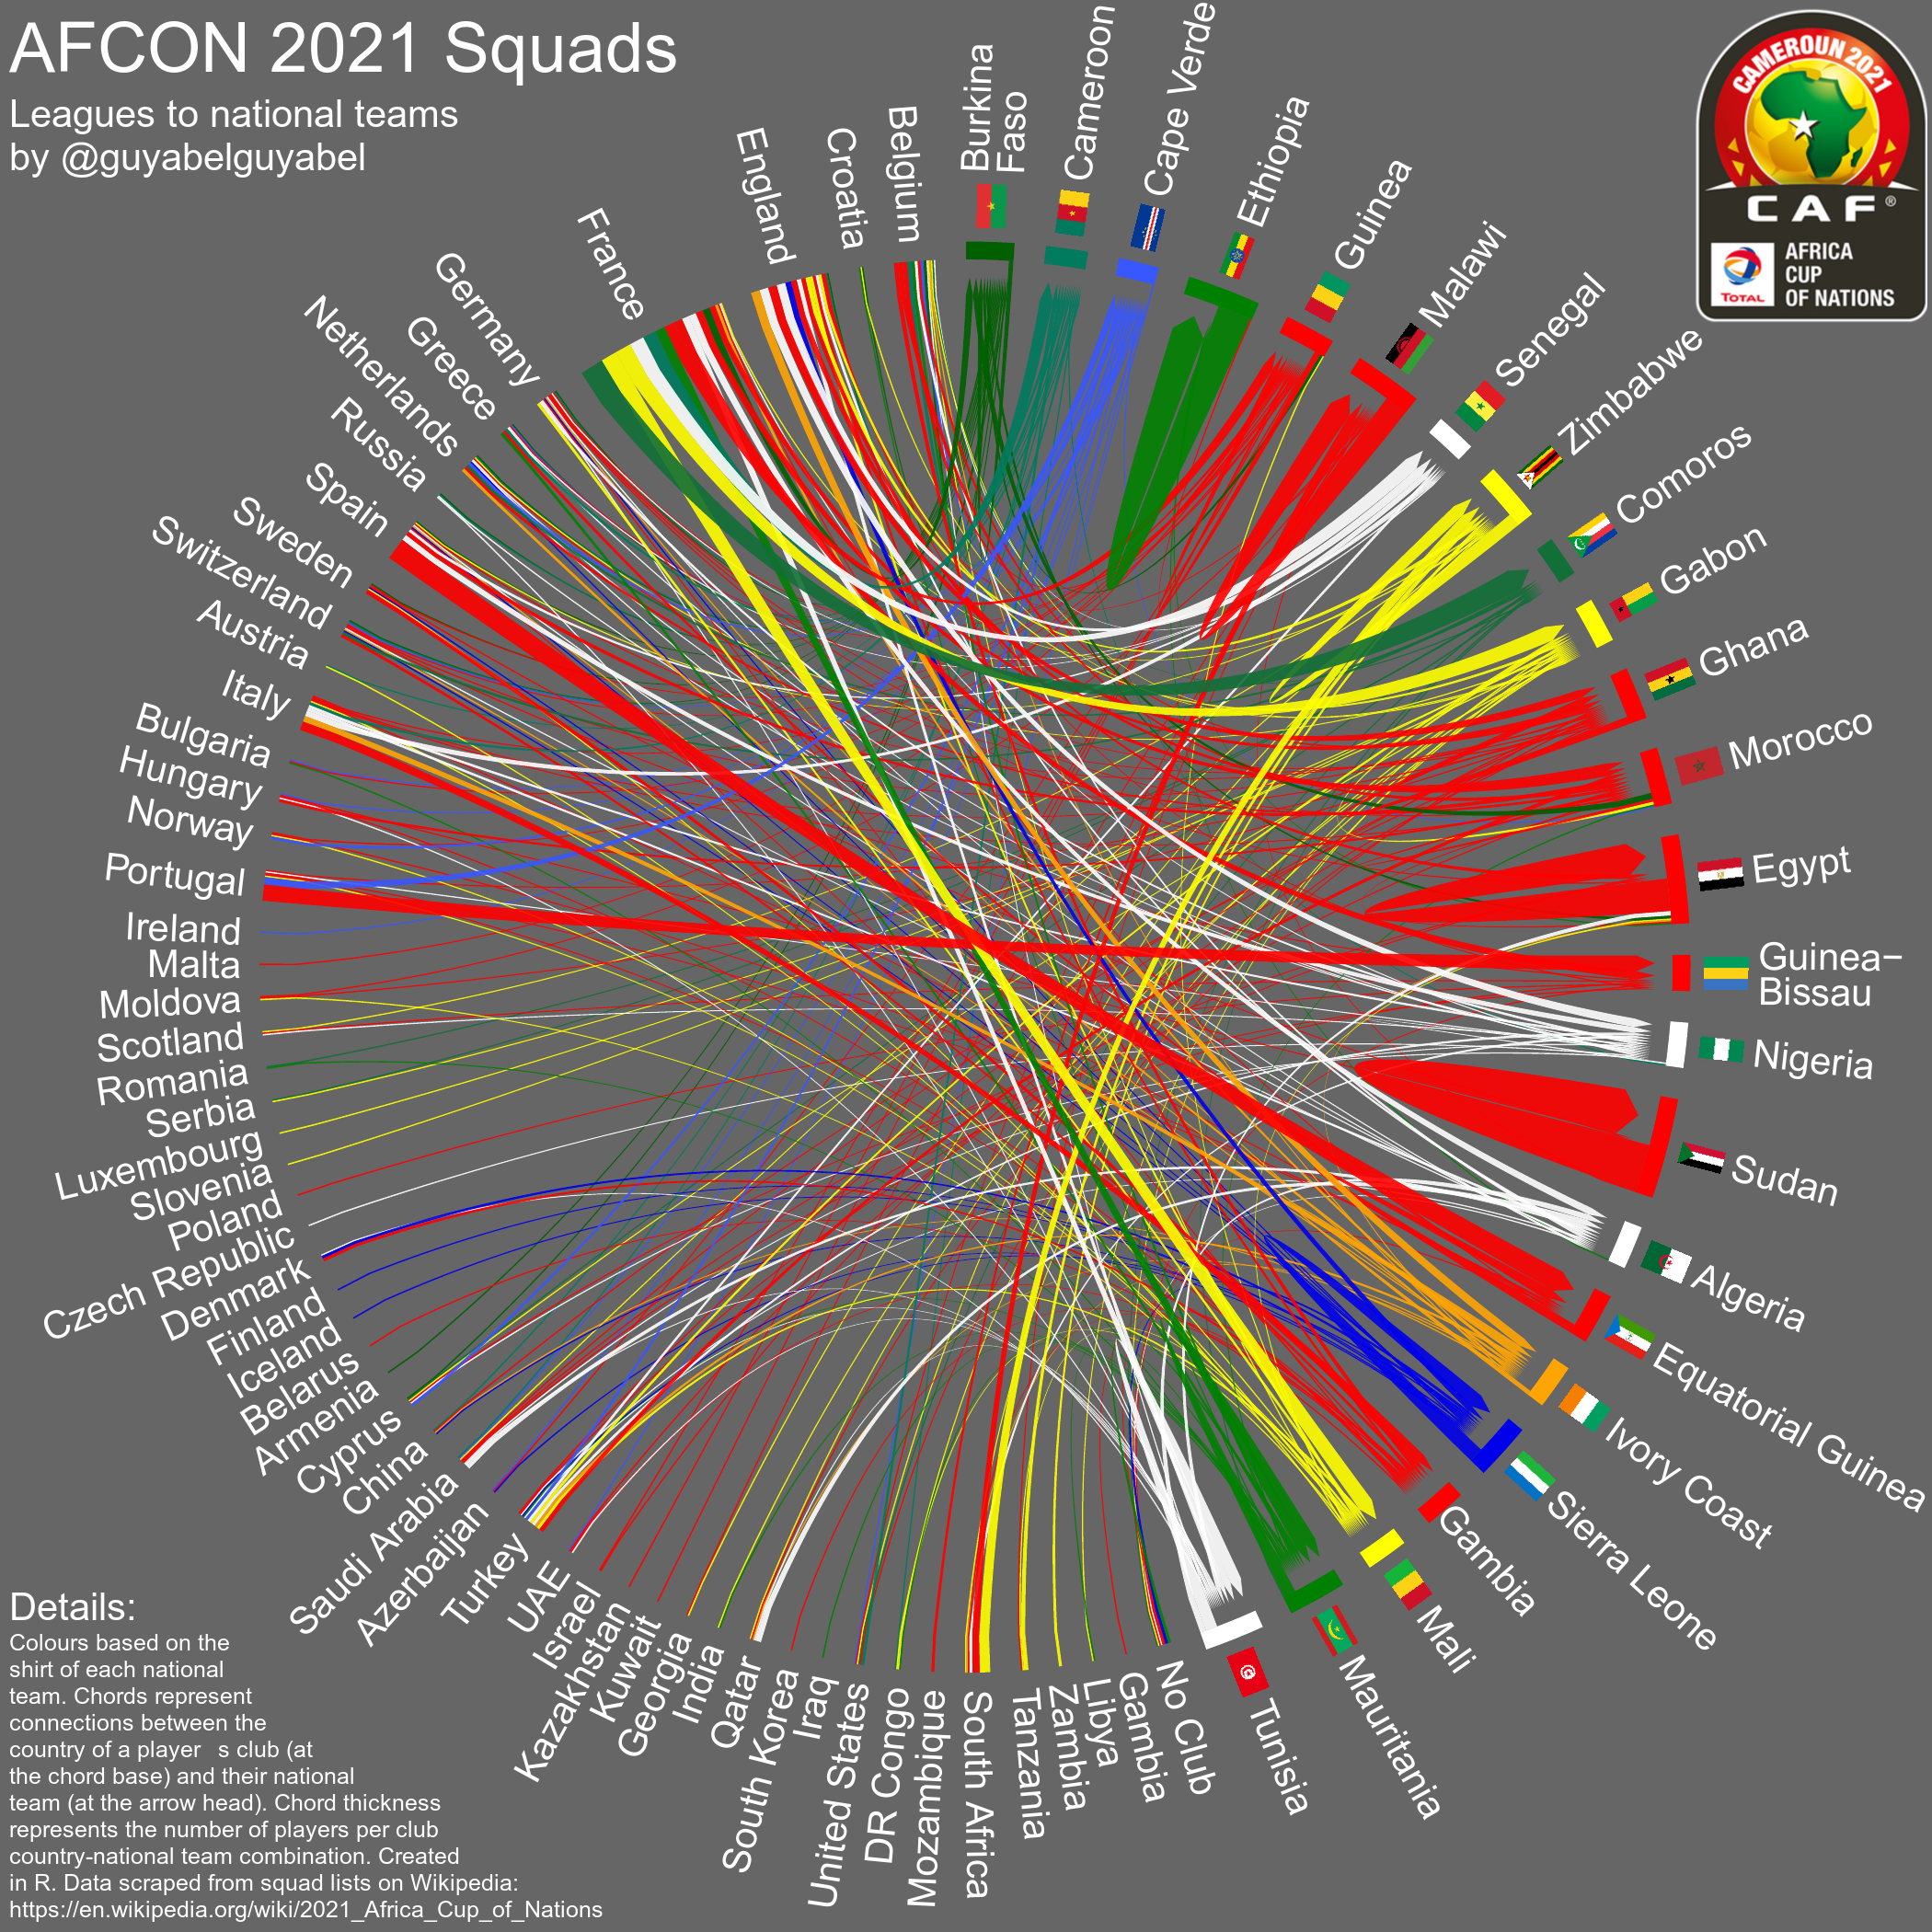 AFCON 2021 Squads
Leagues to national teams
by @guyabelguyabel
CAMEROUN 2021
CAF®
TOTAL
AFRICA
CUP
OF NATIONS
Burkina
Faso
Cameroon
Cape Verde
Ethiopia
Guinea
Malawi
Senegal
Zimbabwe
Comoros
Gabon
Ghana
Morocco
Egypt
Guinea−
Bissau
Nigeria
Sudan
Algeria
Equatorial Guinea
Ivory Coast
Sierra Leone
Gambia
Mali
Mauritania
Tunisia
No Club
Gambia
Libya
Zambia
Tanzania
South Africa
Mozambique
DR Congo
United States
Iraq
South Korea
Qatar
India
Georgia
Kuwait
Kazakhstan
Israel
UAE
Turkey
Azerbaijan
Saudi Arabia
China
Cyprus
Armenia
Belarus
Iceland
Finland
Denmark
Czech Republic
Poland
Slovenia
Luxembourg
Serbia
Romania
Scotland
Moldova
Malta
Ireland
Portugal
Norway
Hungary
Bulgaria
Italy
Austria
Switzerland
Sweden
Spain
Russia
Netherlands
Greece
Germany
France
England
Croatia
Belgium
Details:
Colours based on the
shirt of each national
team. Chords represent
connections between the
country of a player   s club (at
the chord base) and their national
team (at the arrow head). Chord thickness
represents the number of players per club
country-national team combination. Created
in R. Data scraped from squad lists on Wikipedia:
https://en.wikipedia.org/wiki/2021_Africa_Cup_of_Nations